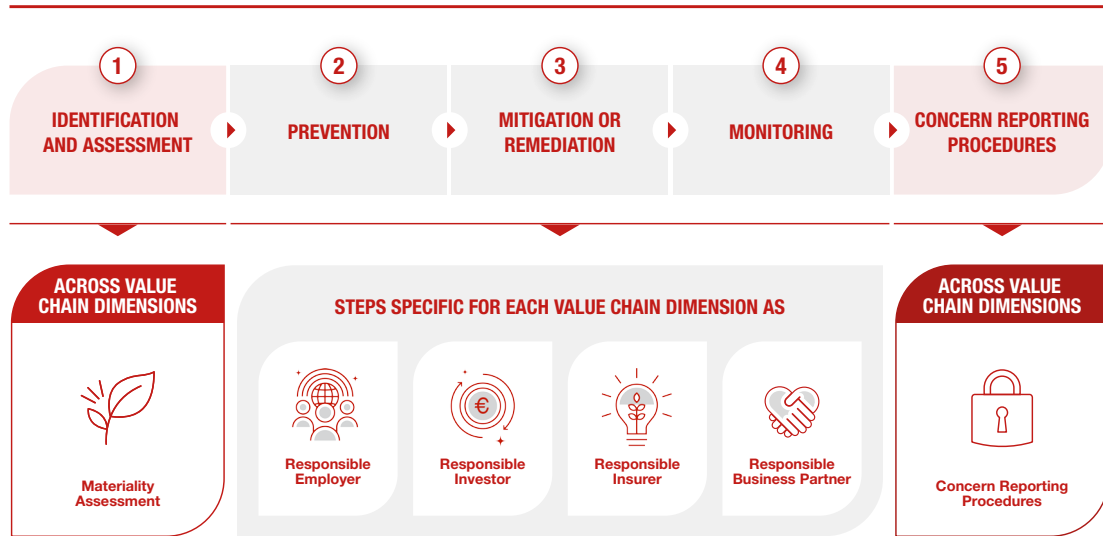 1
IDENTIFICATION
AND ASSESSMENT
2
PREVENTION
3
MITIGATION OR
REMEDIATION
4
MONITORING
5
CONCERN REPORTING
PROCEDURES
ACROSS VALUE
CHAIN DIMENSIONS
Materiality
Assessment
STEPS SPECIFIC FOR EACH VALUE CHAIN DIMENSION AS
Responsible
Employer
€
Responsible
Investor
Responsible
Insurer
Responsible
Business Partner
ACROSS VALUE
CHAIN DIMENSIONS
Concern Reporting
Procedures